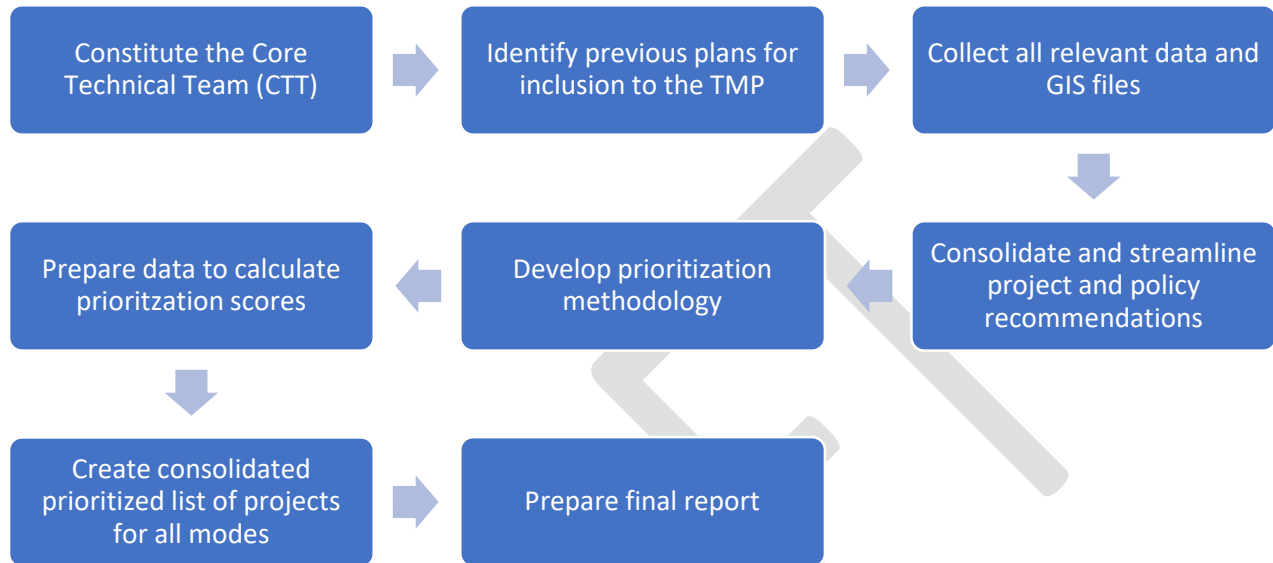 Constitute the Core
Technical Team (CTT)
Identify previous plans for
inclusion to the TMP
Collect all relevant data and
GIS files
Consolidate and streamline
project and policy
recommendations
Develop prioritization
methodology
Prepare data to calculate
prioritzation scores
Create consolidated
prioritized list of projects
for all modes
Prepare final report